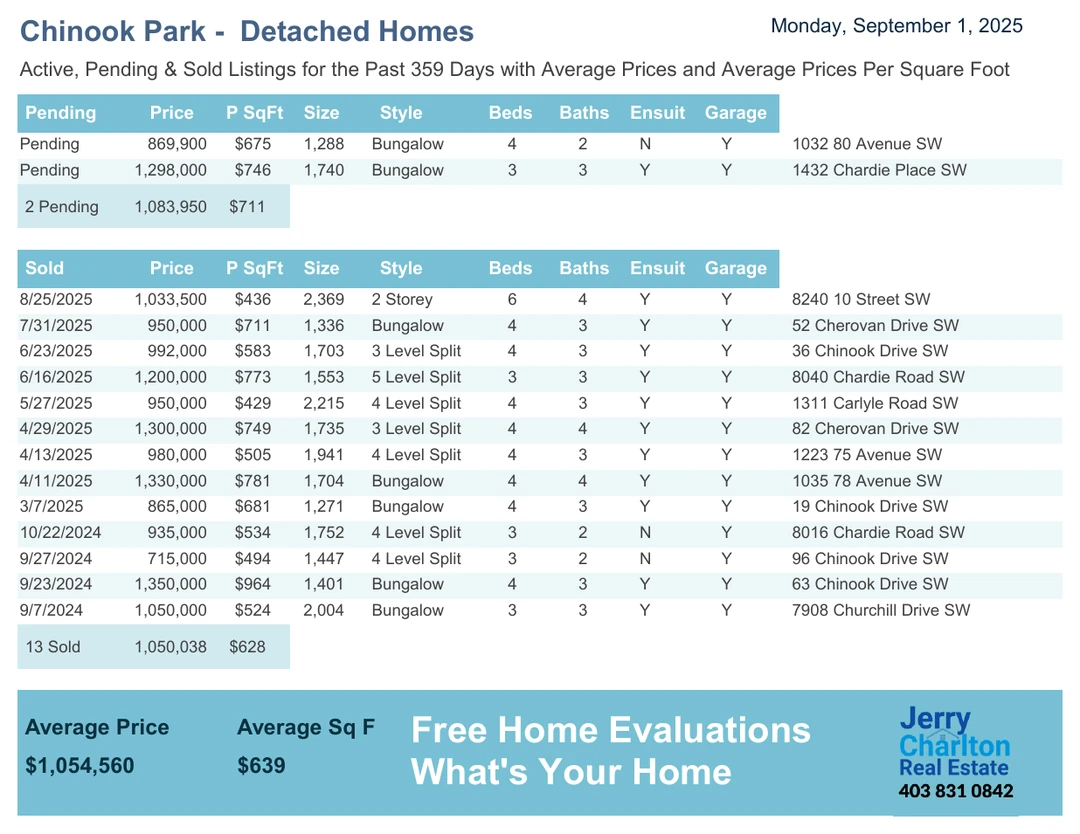 Chinook Park - Detached Homes
Monday, September 1, 2025
Active, Pending & Sold Listings for the Past 359 Days with Average Prices and Average Prices Per Square Foot
Pending Price P SqFt Size Style Beds Baths Ensuit Garage
Pending 869,900 $675 1,288 Bungalow 4 2 N Y 1032 80 Avenue SW
Pending 1,298,000 $746 1,740 Bungalow 3 3 Y Y 1432 Chardie Place SW
2 Pending 1,083,950 $711
Sold Price P SqFt Size Style Beds Baths Ensuit Garage
8/25/2025 1,033,500 $436 2,369 2 Storey 6 4 Y Y 8240 10 Street SW
7/31/2025 950,000 $711 1,336 Bungalow 4 3 Y Y 52 Cherovan Drive SW
6/23/2025 992,000 $583 1,703 3 Level Split 4 3 Y Y 36 Chinook Drive SW
6/16/2025 1,200,000 $773 1,553 5 Level Split 3 3 Y Y 8040 Chardie Road SW
5/27/2025 950,000 $429 2,215 4 Level Split 4 3 Y Y 1311 Carlyle Road SW
4/29/2025 1,300,000 $749 1,735 3 Level Split 4 4 Y Y 82 Cherovan Drive SW
4/13/2025 980,000 $505 1,941 4 Level Split 4 3 Y Y 1223 75 Avenue SW
4/11/2025 1,330,000 $781 1,704 Bungalow 4 4 Y Y 1035 78 Avenue SW
3/7/2025 865,000 $681 1,271 Bungalow 4 3 Y Y 19 Chinook Drive SW
10/22/2024 935,000 $534 1,752 4 Level Split 3 2 N Y 8016 Chardie Road SW
9/27/2024 715,000 $494 1,447 4 Level Split 3 2 N Y 96 Chinook Drive SW
9/23/2024 1,350,000 $964 1,401 Bungalow 4 3 Y Y 63 Chinook Drive SW
9/7/2024 1,050,000 $524 2,004 Bungalow 3 3 Y Y 7908 Churchill Drive SW
13 Sold 1,050,038 $628
Average Price Average Sq F
$1,054,560 $639
Free Home Evaluations
What's Your Home
Jerry
Charlton
Real Estate
403 831 0842